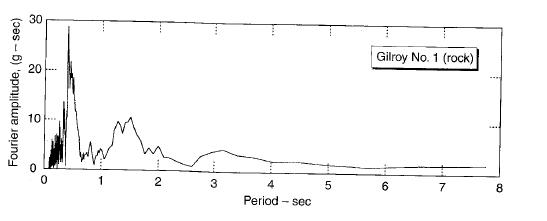 30
Gilroy No. 1 (rock)
20
10
0
Fourier amplitude, (g – sec)
0 1 2 3 4 5 6 7 8
Period – sec